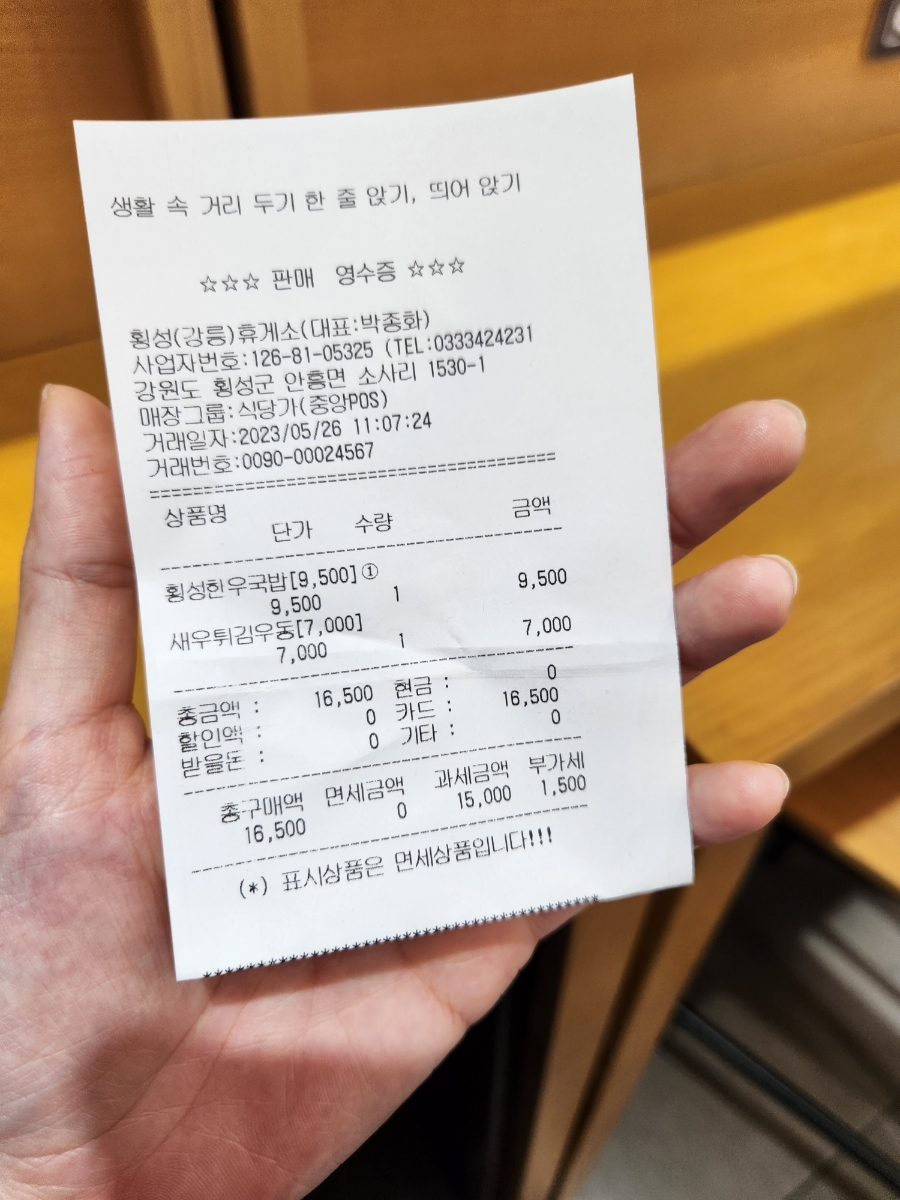 생활 속 거리 두기 한 줄 앉기, 띄어 앉기
☆☆☆ 판매 영수증 ☆☆☆
횡성(강릉)휴게소(대표:박종화)
사업자번호:126-81-05325 (TEL:0333424231
강원도 횡성군 안흥면 소사리 1530-1
매장그룹:식당가(중앙POS)
거래일자:2023/05/26 11:07:24
거래번호:0090-00024567
==================================================
상품명
단가 수량 금액
--------------------------------------------------
횡성한우국밥[9,500]①
9,500 1 9,500
새우튀김우동[7,000]
7,000 1 7,000
--------------------------------------------------
총금액 : 16,500 현금 : 0
할인액 : 0 카드 : 16,500
받을돈 : 0 기타 : 0
--------------------------------------------------
총구매액 면세금액 과세금액 부가세
16,500 0 15,000 1,500
--------------------------------------------------
(*) 표시상품은 면세상품입니다!!!
**************************************************